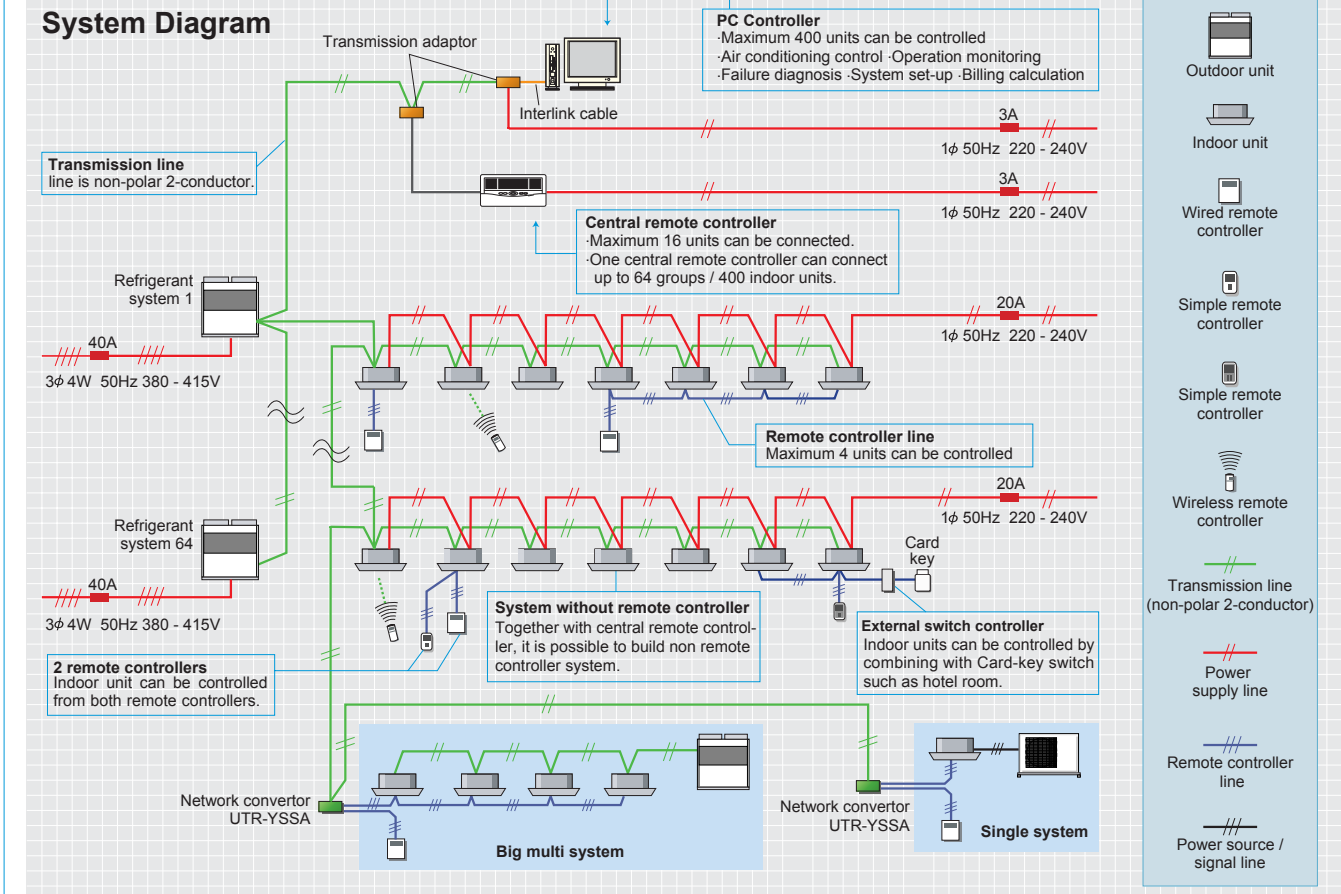 System Diagram
Transmission adaptor
Interlink cable
PC Controller
·Maximum 400 units can be controlled
·Air conditioning control ·Operation monitoring
·Failure diagnosis ·System set-up ·Billing calculation
3A
1ϕ 50Hz 220 - 240V
3A
1ϕ 50Hz 220 - 240V
Transmission line
line is non-polar 2-conductor.
Central remote controller
·Maximum 16 units can be connected.
·One central remote controller can connect
up to 64 groups / 400 indoor units.
Refrigerant
system 1
40A
3ϕ 4W 50Hz 380 - 415V
20A
1ϕ 50Hz 220 - 240V
Remote controller line
Maximum 4 units can be controlled
20A
1ϕ 50Hz 220 - 240V
Refrigerant
system 64
40A
3ϕ 4W 50Hz 380 - 415V
Card
key
2 remote controllers
Indoor unit can be controlled
from both remote controllers.
System without remote controller
Together with central remote control-
ler, it is possible to build non remote
controller system.
External switch controller
Indoor units can be controlled by
combining with Card-key switch
such as hotel room.
Network convertor
UTR-YSSA
Big multi system
Network convertor
UTR-YSSA
Single system
Outdoor unit
Indoor unit
Wired remote
controller
Simple remote
controller
Simple remote
controller
Wireless remote
controller
Transmission line
(non-polar 2-conductor)
Power
supply line
Remote controller
line
Power source /
signal line